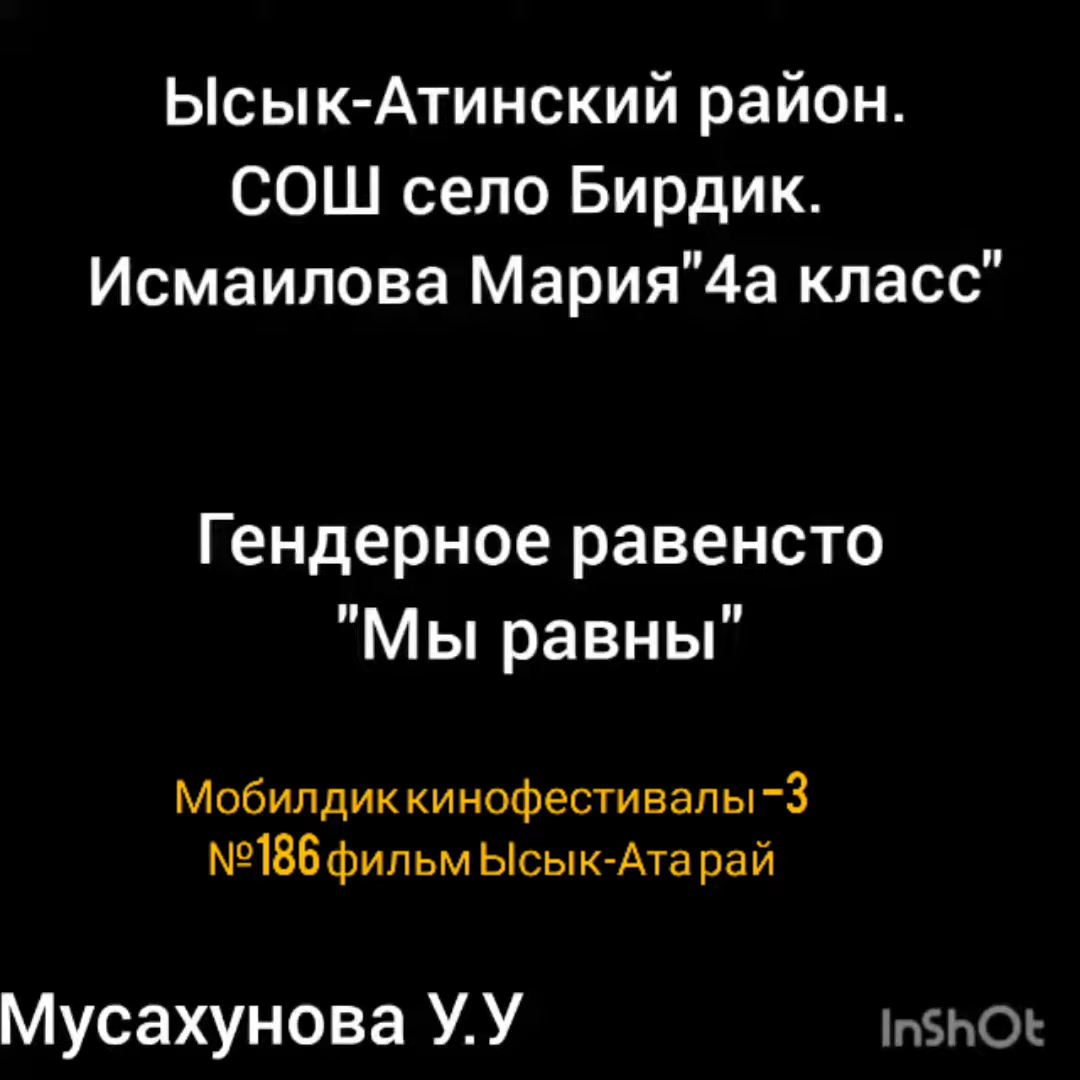 Ысык-Атинский район.
СОШ село Бирдик.
Исмаилова Мария"4а класс"
Гендерное равенсто
"Мы равны"
Мобилдик кинофестивалы -3
№186 фильм Ысык-Ата рай
Мусахунова У.У
InShOt